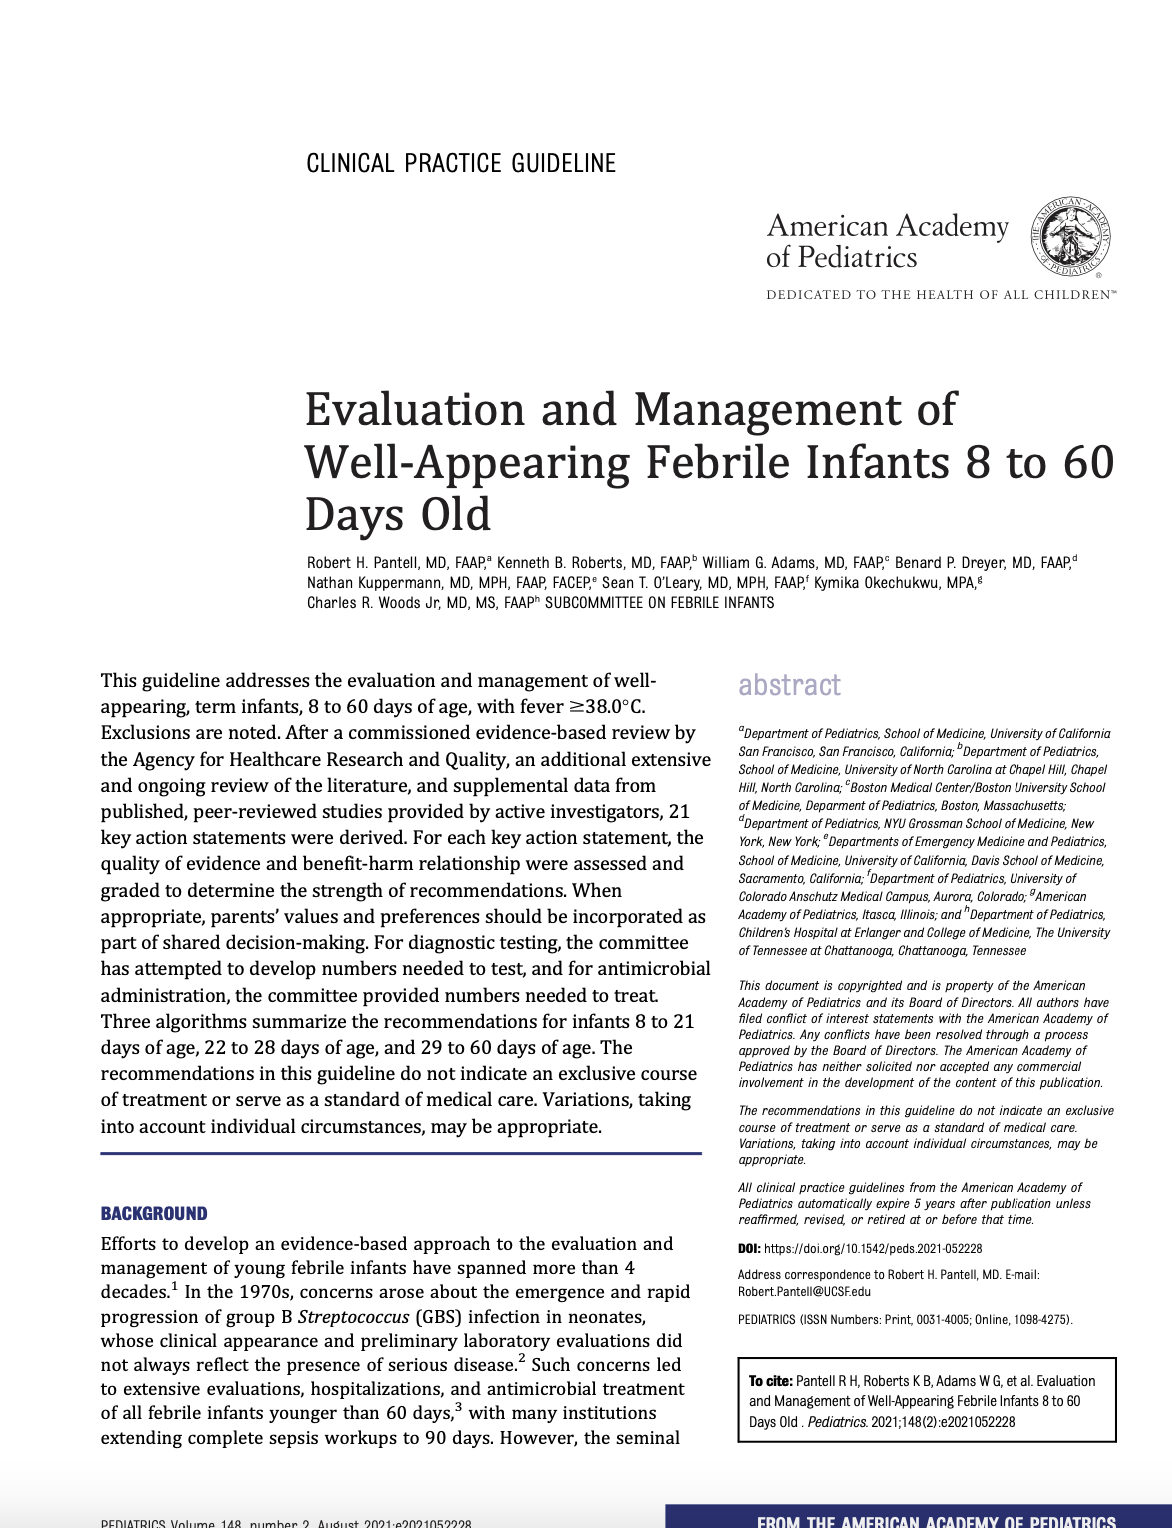 CLINICAL PRACTICE GUIDELINE
American Academy
of Pediatrics
DEDICATED TO THE HEALTH OF ALL CHILDREN™
Evaluation and Management of
Well-Appearing Febrile Infants 8 to 60
Days Old
Robert H. Pantell, MD, FAAP,ᵃ Kenneth B. Roberts, MD, FAAP,ᵇ William G. Adams, MD, FAAP,ᶜ Benard P. Dreyer, MD, FAAP,ᵈ
Nathan Kuppermann, MD, MPH, FAAP, FACEP,ᵉ Sean T. O'Leary, MD, MPH, FAAP,ᶠ Kymika Okechukwu, MPA,ᵍ
Charles R. Woods Jr, MD, MS, FAAPʰ SUBCOMMITTEE ON FEBRILE INFANTS
This guideline addresses the evaluation and management of well-
appearing, term infants, 8 to 60 days of age, with fever ≥38.0°C.
Exclusions are noted. After a commissioned evidence-based review by
the Agency for Healthcare Research and Quality, an additional extensive
and ongoing review of the literature, and supplemental data from
published, peer-reviewed studies provided by active investigators, 21
key action statements were derived. For each key action statement, the
quality of evidence and benefit-harm relationship were assessed and
graded to determine the strength of recommendations. When
appropriate, parents' values and preferences should be incorporated as
part of shared decision-making. For diagnostic testing, the committee
has attempted to develop numbers needed to test, and for antimicrobial
administration, the committee provided numbers needed to treat.
Three algorithms summarize the recommendations for infants 8 to 21
days of age, 22 to 28 days of age, and 29 to 60 days of age. The
recommendations in this guideline do not indicate an exclusive course
of treatment or serve as a standard of medical care. Variations, taking
into account individual circumstances, may be appropriate.
BACKGROUND
Efforts to develop an evidence-based approach to the evaluation and
management of young febrile infants have spanned more than 4
decades.¹ In the 1970s, concerns arose about the emergence and rapid
progression of group B Streptococcus (GBS) infection in neonates,
whose clinical appearance and preliminary laboratory evaluations did
not always reflect the presence of serious disease.² Such concerns led
to extensive evaluations, hospitalizations, and antimicrobial treatment
of all febrile infants younger than 60 days,³ with many institutions
extending complete sepsis workups to 90 days. However, the seminal
abstract
ᵃDepartment of Pediatrics, School of Medicine, University of California
San Francisco, San Francisco, California; ᵇDepartment of Pediatrics,
School of Medicine, University of North Carolina at Chapel Hill, Chapel
Hill, North Carolina; ᶜBoston Medical Center/Boston University School
of Medicine, Deparment of Pediatrics, Boston, Massachusetts;
ᵈDepartment of Pediatrics, NYU Grossman School of Medicine, New
York, New York; ᵉDepartments of Emergency Medicine and Pediatrics,
School of Medicine, University of California, Davis School of Medicine,
Sacramento, California; ᶠDepartment of Pediatrics, University of
Colorado Anschutz Medical Campus, Aurora, Colorado; ᵍAmerican
Academy of Pediatrics, Itasca, Illinois; and ʰDepartment of Pediatrics,
Children's Hospital at Erlanger and College of Medicine, The University
of Tennessee at Chattanooga, Chattanooga, Tennessee
This document is copyrighted and is property of the American
Academy of Pediatrics and its Board of Directors. All authors have
filed conflict of interest statements with the American Academy of
Pediatrics. Any conflicts have been resolved through a process
approved by the Board of Directors. The American Academy of
Pediatrics has neither solicited nor accepted any commercial
involvement in the development of the content of this publication.
The recommendations in this guideline do not indicate an exclusive
course of treatment or serve as a standard of medical care.
Variations, taking into account individual circumstances, may be
appropriate.
All clinical practice guidelines from the American Academy of
Pediatrics automatically expire 5 years after publication unless
reaffirmed, revised, or retired at or before that time.
DOI: https://doi.org/10.1542/peds.2021-052228
Address correspondence to Robert H. Pantell, MD. E-mail:
Robert.Pantell@UCSF.edu
PEDIATRICS (ISSN Numbers: Print, 0031-4005; Online, 1098-4275).
To cite: Pantell R H, Roberts K B, Adams W G, et al. Evaluation
and Management of Well-Appearing Febrile Infants 8 to 60
Days Old . Pediatrics. 2021;148(2):e2021052228
PEDIATRICS Volume 148, number 2, August 2021:e2021052228
FROM THE AMERICAN ACADEMY OF PEDIATRICS